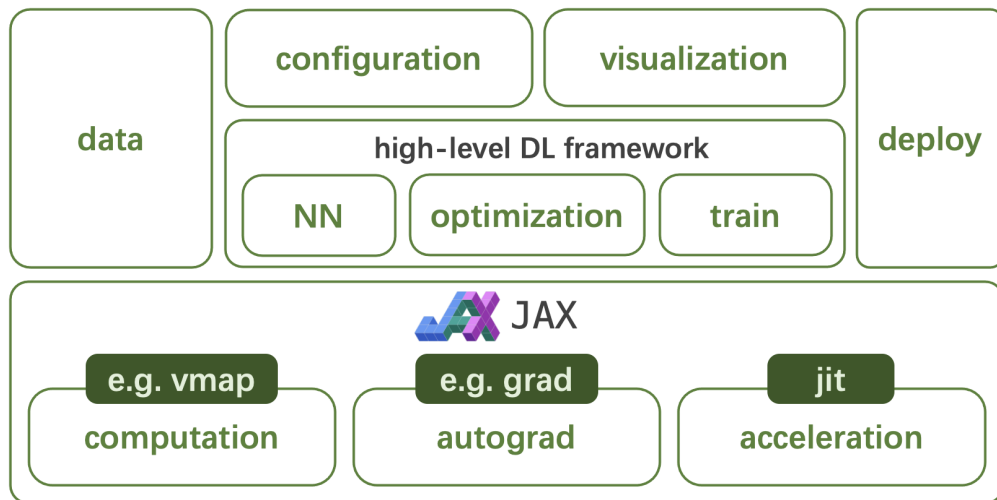 data
configuration
visualization
deploy
high-level DL framework
NN
optimization
train
JAX
e.g. vmap
computation
e.g. grad
autograd
jit
acceleration